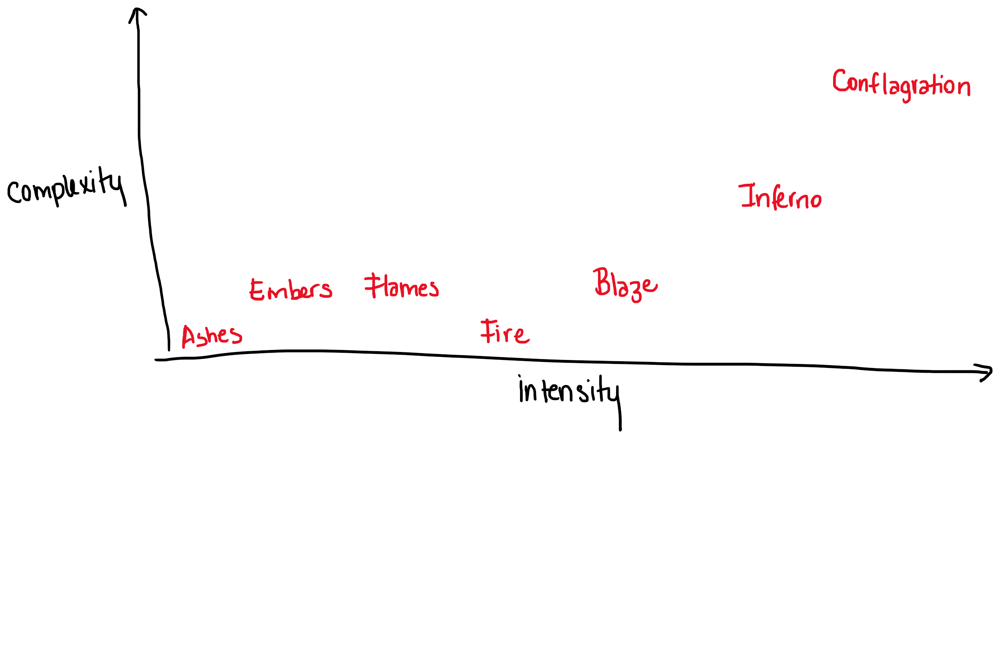 Conflagration
complexity
Inferno
Embers
Flames
Blaze
Ashes
Fire
intensity